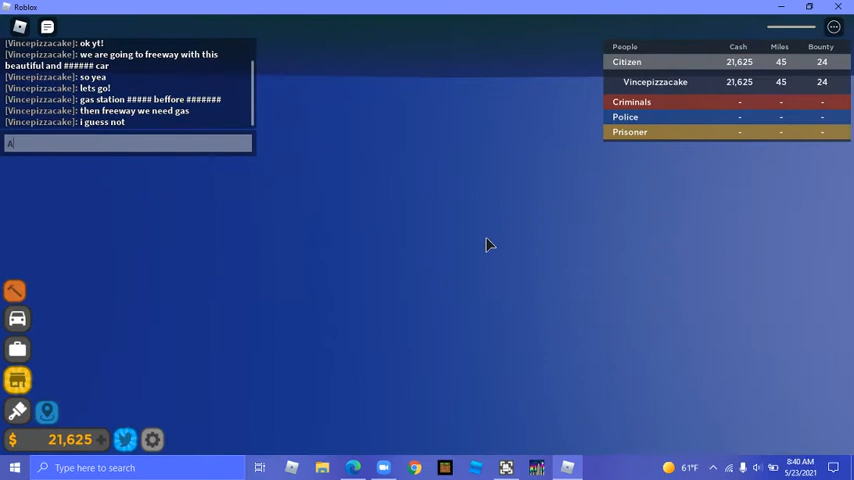 Roblox
[Vincepizzacake]: ok yt!
[Vincepizzacake]: we are going to freeway with this
beautiful and ###### car
[Vincepizzacake]: so yea
[Vincepizzacake]: lets go!
[Vincepizzacake]: gas station ##### beffore #######
[Vincepizzacake]: then freeway we need gas
[Vincepizzacake]: i guess not
A
People Cash Miles Bounty
Citizen 21,625 45 24
Vincepizzacake 21,625 45 24
Criminals - - -
Police - - -
Prisoner - - -
$ 21,625 +
Type here to search
61°F
8:40 AM
5/23/2021